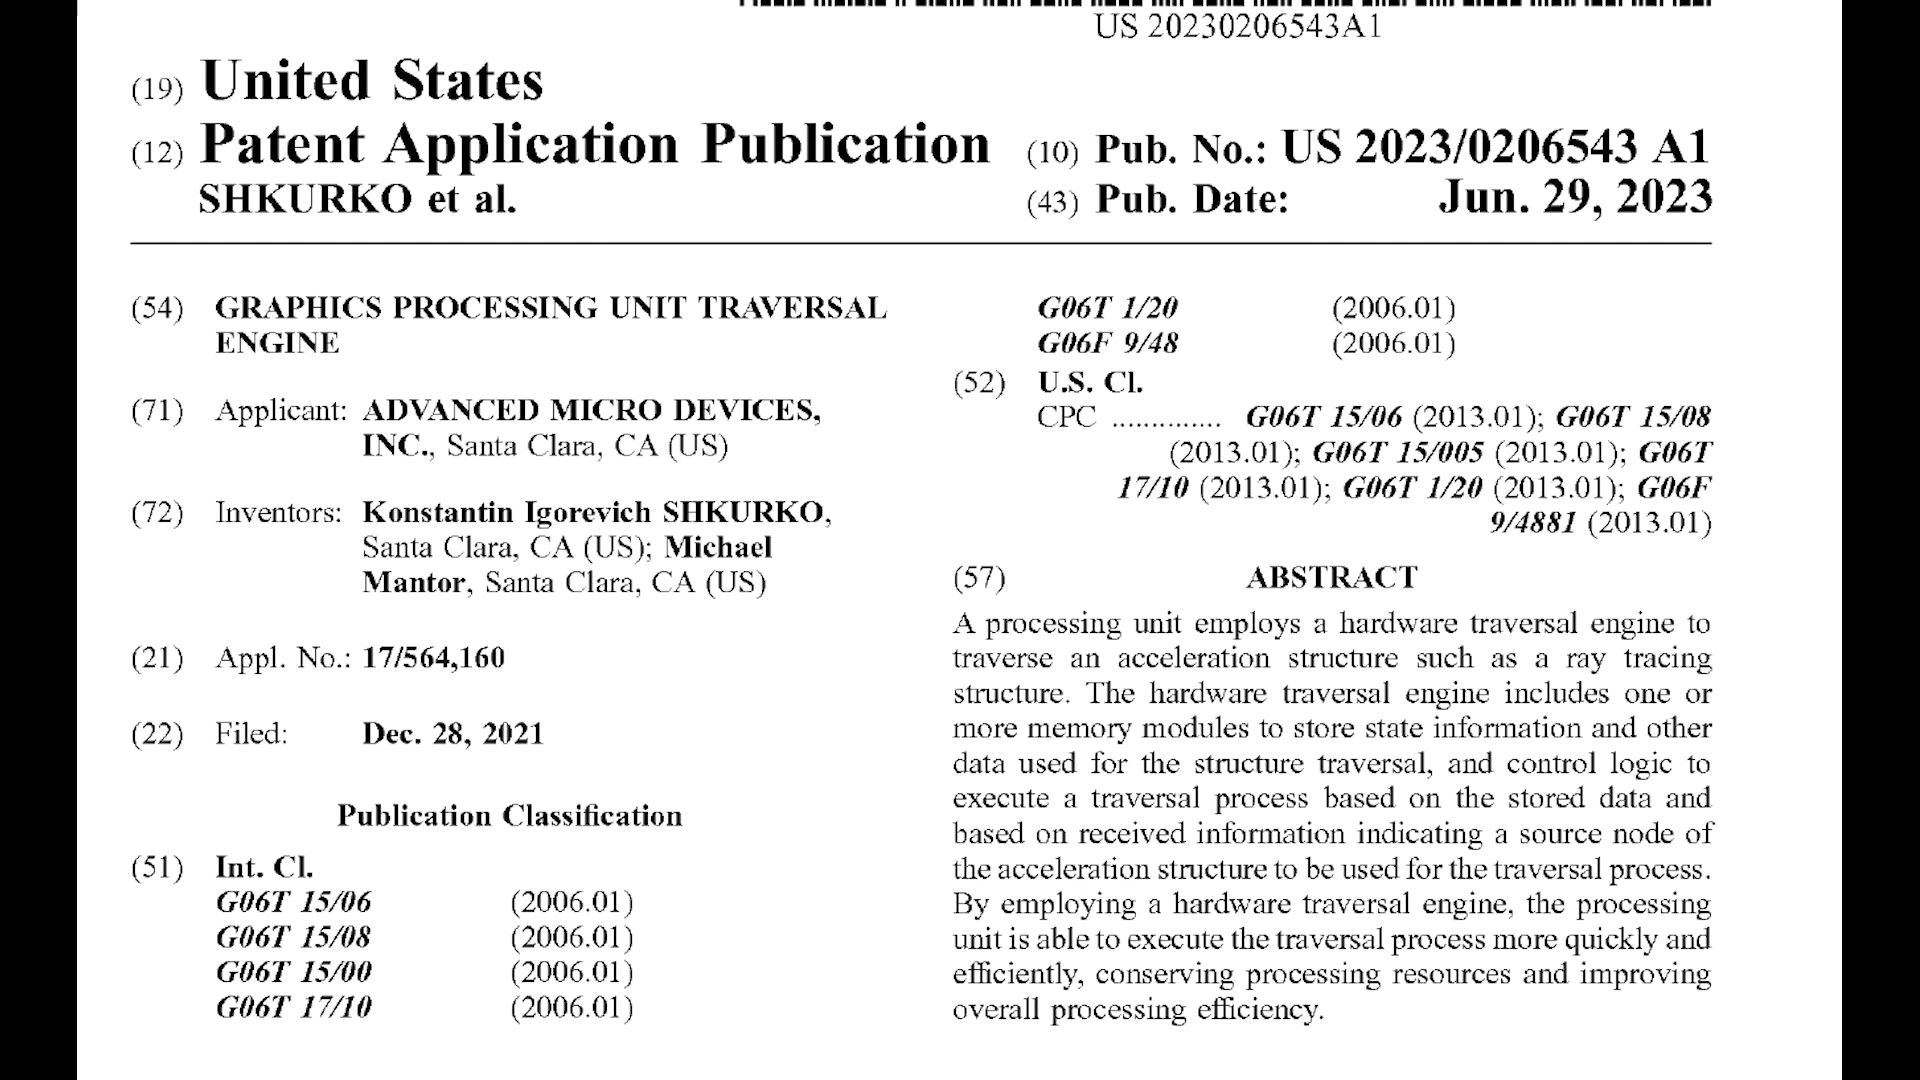 US 20230206543A1
(19) United States
(12) Patent Application Publication
SHKURKO et al.
(10) Pub. No.: US 2023/0206543 A1
(43) Pub. Date: Jun. 29, 2023
(54) GRAPHICS PROCESSING UNIT TRAVERSAL
ENGINE
(71) Applicant: ADVANCED MICRO DEVICES,
INC., Santa Clara, CA (US)
(72) Inventors: Konstantin Igorevich SHKURKO,
Santa Clara, CA (US); Michael
Mantor, Santa Clara, CA (US)
(21) Appl. No.: 17/564,160
(22) Filed: Dec. 28, 2021
Publication Classification
(51) Int. Cl.
G06T 15/06 (2006.01)
G06T 15/08 (2006.01)
G06T 15/00 (2006.01)
G06T 17/10 (2006.01)
G06T 1/20 (2006.01)
G06F 9/48 (2006.01)
(52) U.S. Cl.
CPC .............. G06T 15/06 (2013.01); G06T 15/08
(2013.01); G06T 15/005 (2013.01); G06T
17/10 (2013.01); G06T 1/20 (2013.01); G06F
9/4881 (2013.01)
(57) ABSTRACT
A processing unit employs a hardware traversal engine to
traverse an acceleration structure such as a ray tracing
structure. The hardware traversal engine includes one or
more memory modules to store state information and other
data used for the structure traversal, and control logic to
execute a traversal process based on the stored data and
based on received information indicating a source node of
the acceleration structure to be used for the traversal process.
By employing a hardware traversal engine, the processing
unit is able to execute the traversal process more quickly and
efficiently, conserving processing resources and improving
overall processing efficiency.